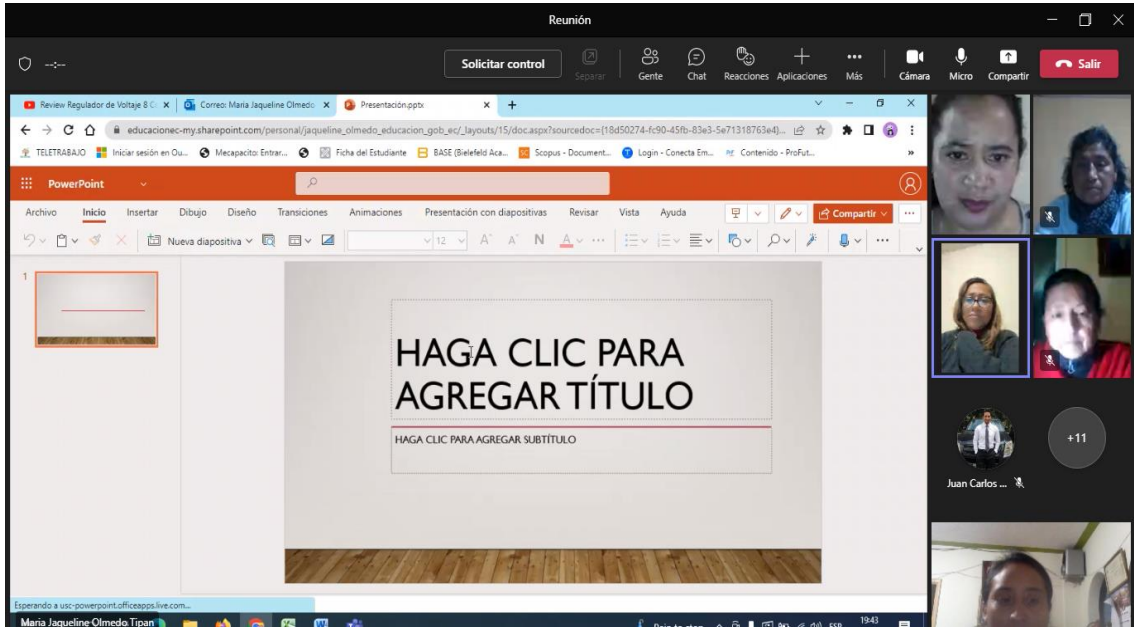 Reunión
--:--
Solicitar control
Separar
Gente
Chat
Reacciones
Aplicaciones
Más
Cámara
Micro
Compartir
Salir
Review Regulador de Voltaje 8 C
Correo: Maria Jaqueline Olmedo
Presentación.pptx
educacionec-my.sharepoint.com/personal/jaqueline_olmedo_educacion_gob_ec/_layouts/15/doc.aspx?sourcedoc={18d50274-fc90-45fb-83e3-5e71318763e4}...
TELETRABAJO
Iniciar sesión en Ou...
Mecapacito: Entrar...
Ficha del Estudiante
BASE (Bielefeld Aca...
Scopus - Document...
Login - Conecta Em...
Contenido - ProFut...
»
PowerPoint
Archivo
Inicio
Insertar
Dibujo
Diseño
Transiciones
Animaciones
Presentación con diapositivas
Revisar
Vista
Ayuda
Compartir
Nueva diapositiva
12
A
A
N
A
1
HAGA CLIC PARA
AGREGAR TÍTULO
HAGA CLIC PARA AGREGAR SUBTÍTULO
+11
Juan Carlos ...
Esperando a usc-powerpoint.officeapps.live.com...
Maria Jaqueline Olmedo Tipan
ESP
19:43